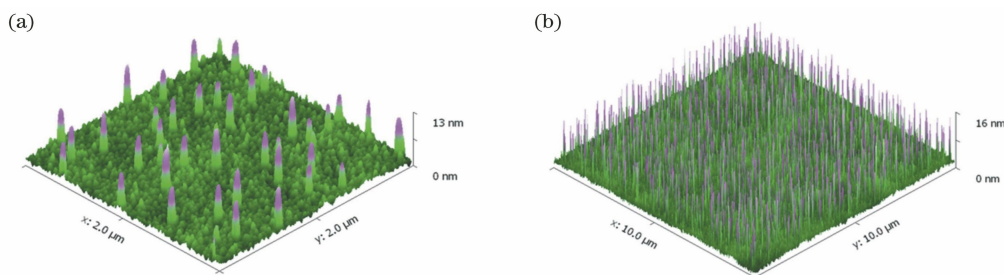 (a)
(b)
13 nm
0 nm
x: 2.0 μm
y: 2.0 μm
16 nm
0 nm
x: 10.0 μm
y: 10.0 μm